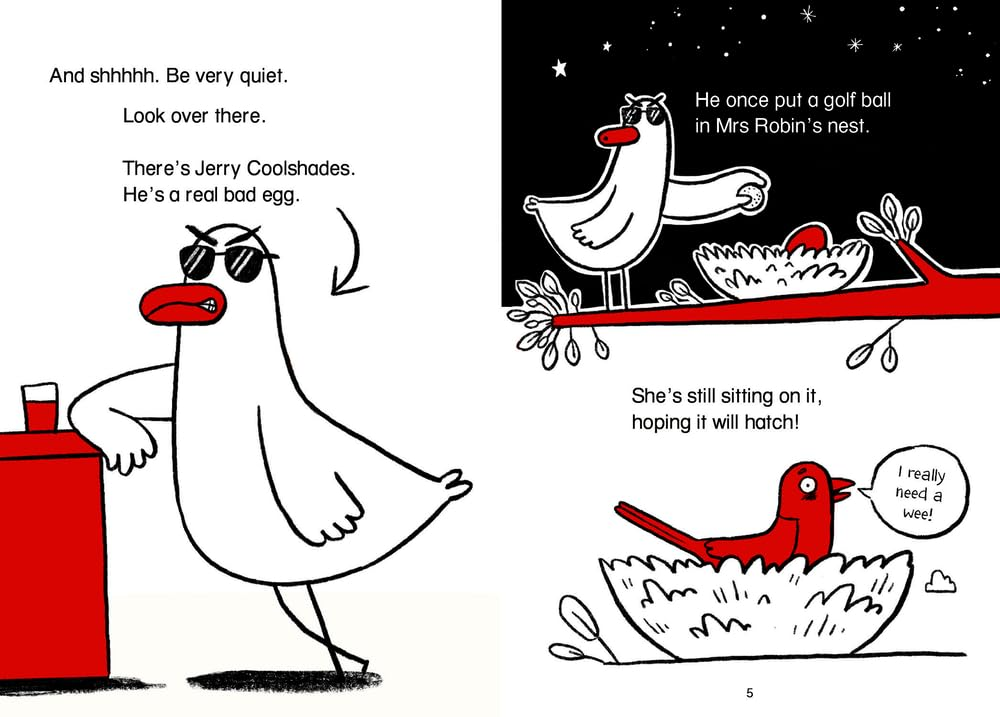 And shhhhh. Be very quiet.
Look over there.
There's Jerry Coolshades.
He's a real bad egg.
He once put a golf ball
in Mrs Robin's nest.
She's still sitting on it,
hoping it will hatch!
I really
need a
wee!
5